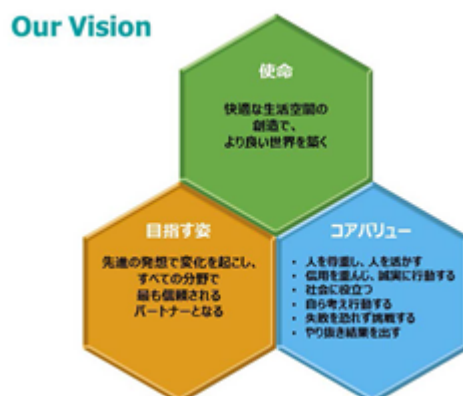 Our Vision
使命
快適な生活空間の
創造で、
より良い世界を築く
目指す姿
先進の発想で変化を起こし、
すべての分野で
最も信頼される
パートナーとなる
コアバリュー
• 人を尊重し、人を活かす
• 信用を重んじ、誠実に行動する
• 社会に役立つ
• 自ら考え行動する
• 失敗を恐れず挑戦する
• やり抜き結果を出す